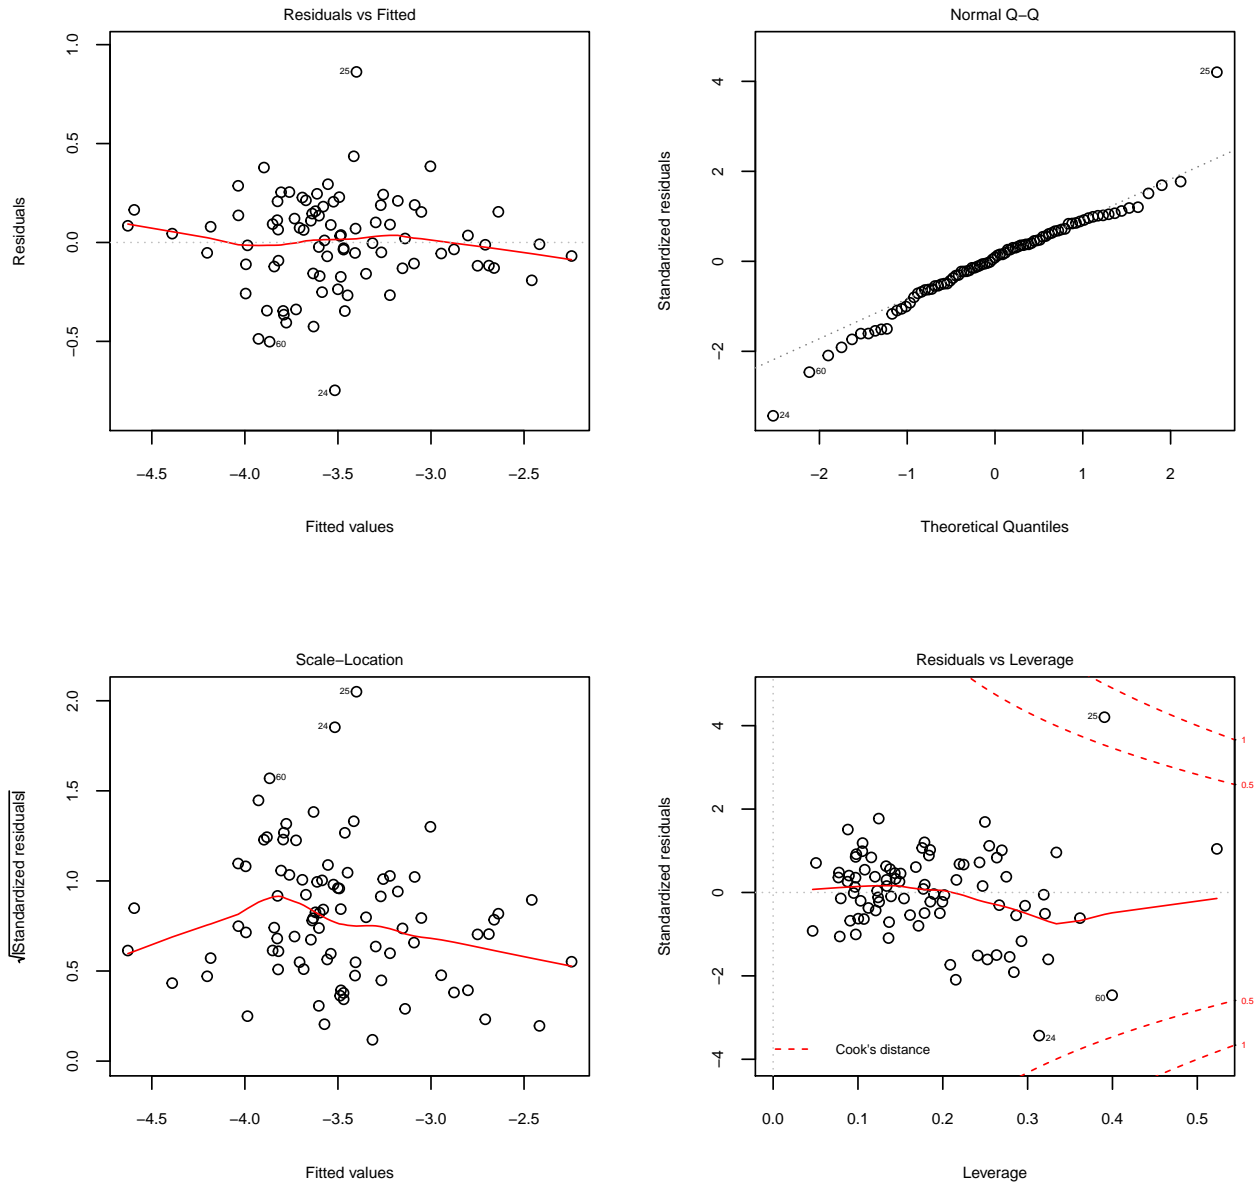 Residuals vs Fitted
Residuals
1.0
0.5
0.0
−0.5
25
60
24
−4.5 −4.0 −3.5 −3.0 −2.5
Fitted values
Normal Q−Q
Standardized residuals
4
2
0
−2
25
60
24
−2 −1 0 1 2
Theoretical Quantiles
Scale−Location
√|Standardized residuals|
2.0
1.5
1.0
0.5
0.0
25
24
60
−4.5 −4.0 −3.5 −3.0 −2.5
Fitted values
Residuals vs Leverage
Standardized residuals
4
2
0
−2
−4
25
60
24
1
0.5
0.5
1
Cook's distance
0.0 0.1 0.2 0.3 0.4 0.5
Leverage